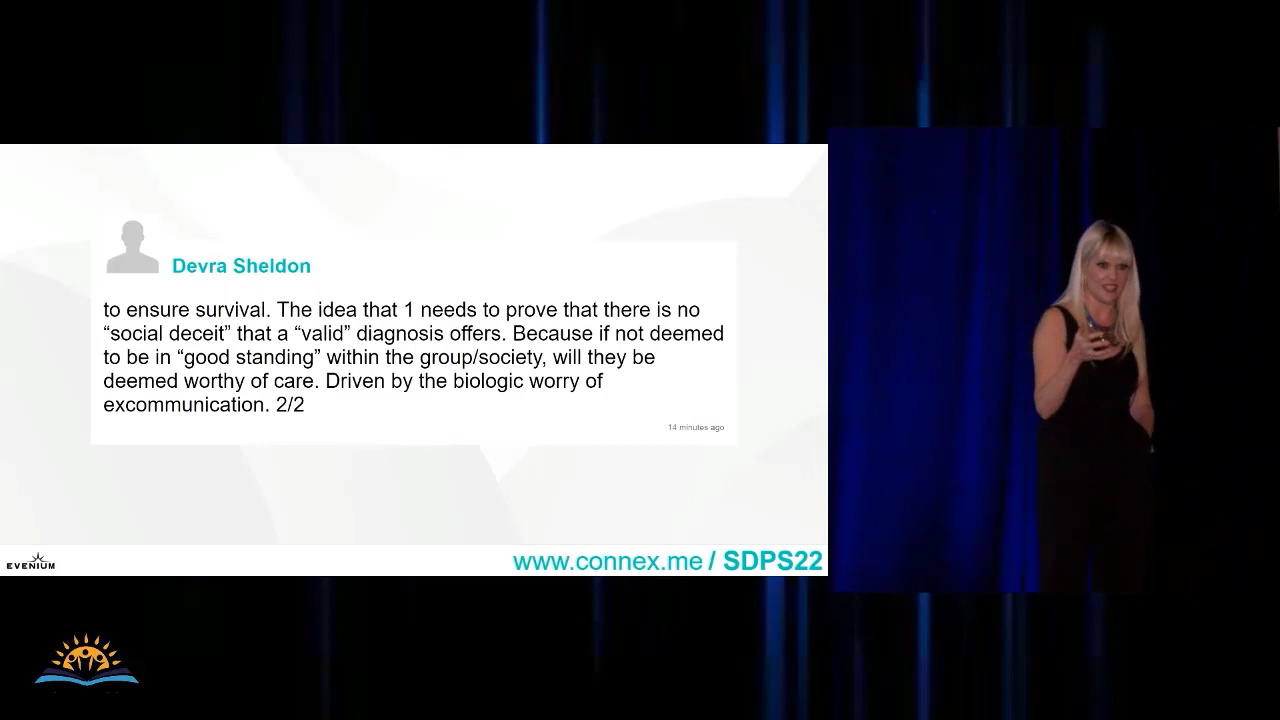 Devra Sheldon
to ensure survival. The idea that 1 needs to prove that there is no
“social deceit” that a “valid” diagnosis offers. Because if not deemed
to be in “good standing” within the group/society, will they be
deemed worthy of care. Driven by the biologic worry of
excommunication. 2/2
14 minutes ago
EVENIUM
www.connex.me / SDPS22